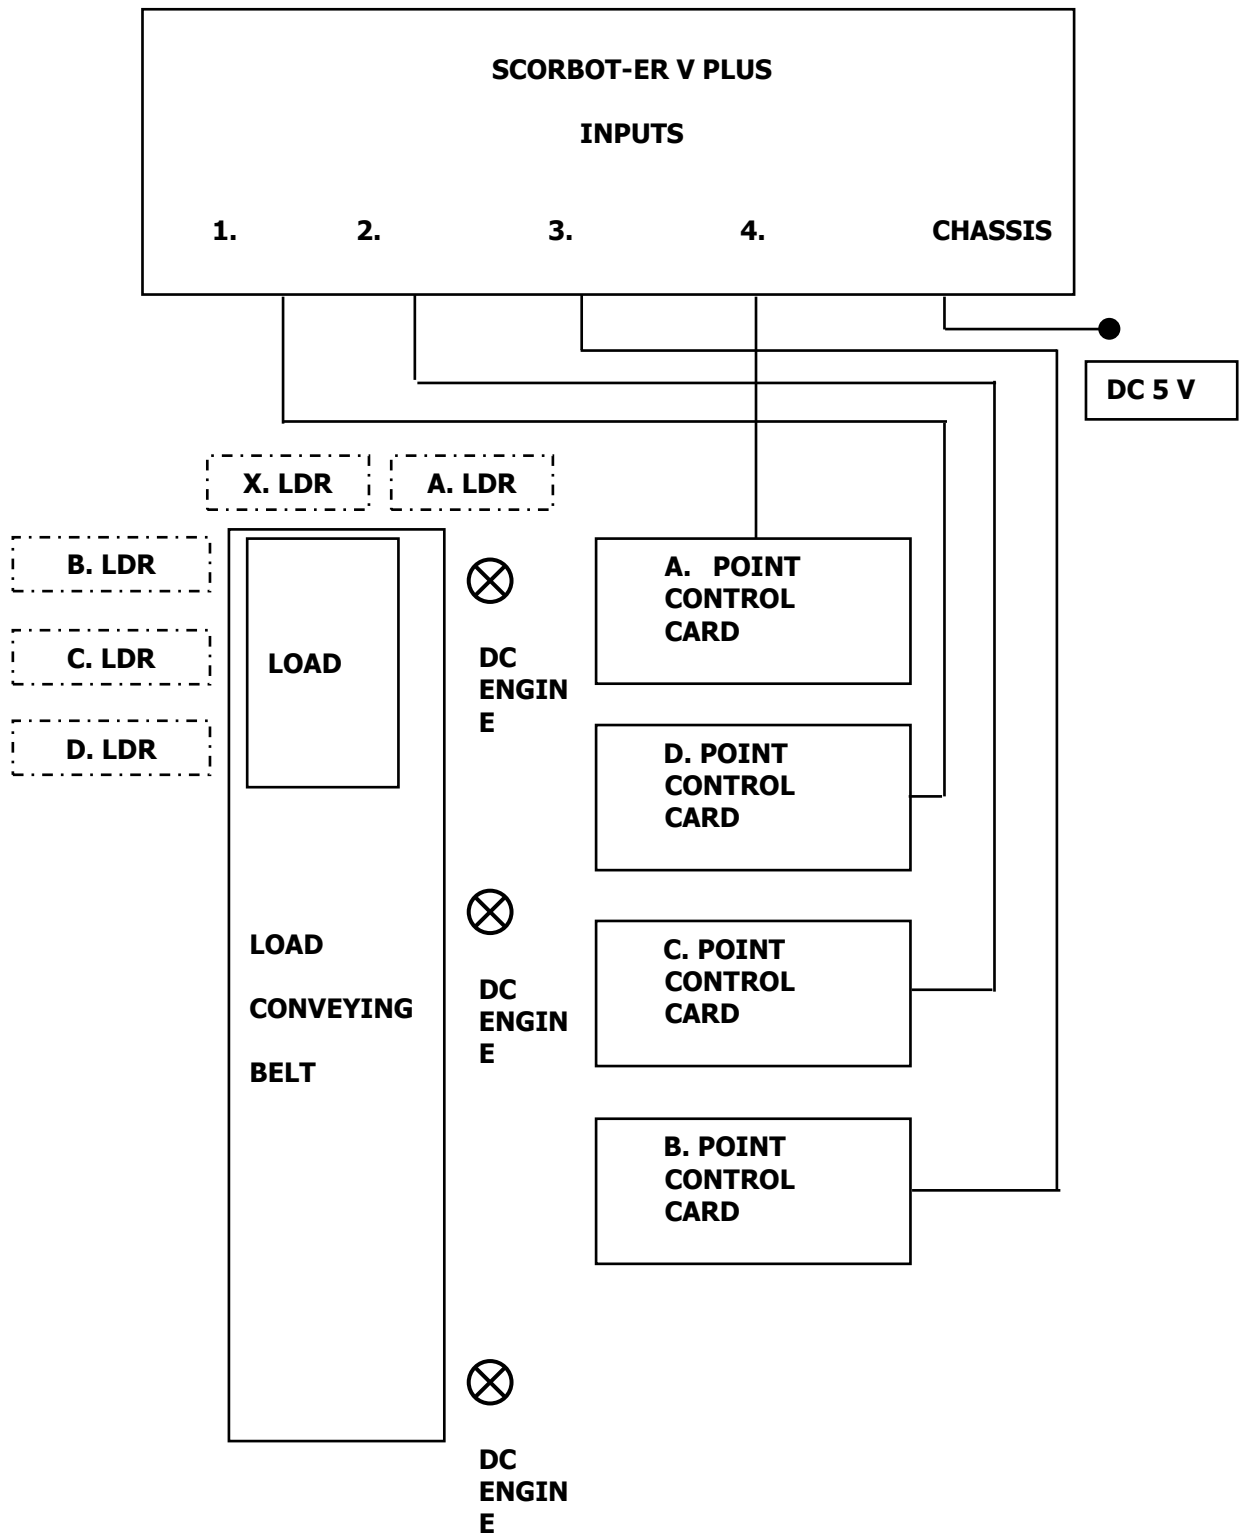 SCORBOT-ER V PLUS
INPUTS
1. 2. 3. 4. CHASSIS
DC 5 V
X. LDR
A. LDR
B. LDR
C. LDR
D. LDR
LOAD
DC
ENGIN
E
A. POINT
CONTROL
CARD
D. POINT
CONTROL
CARD
LOAD
CONVEYING
BELT
DC
ENGIN
E
C. POINT
CONTROL
CARD
B. POINT
CONTROL
CARD
DC
ENGIN
E